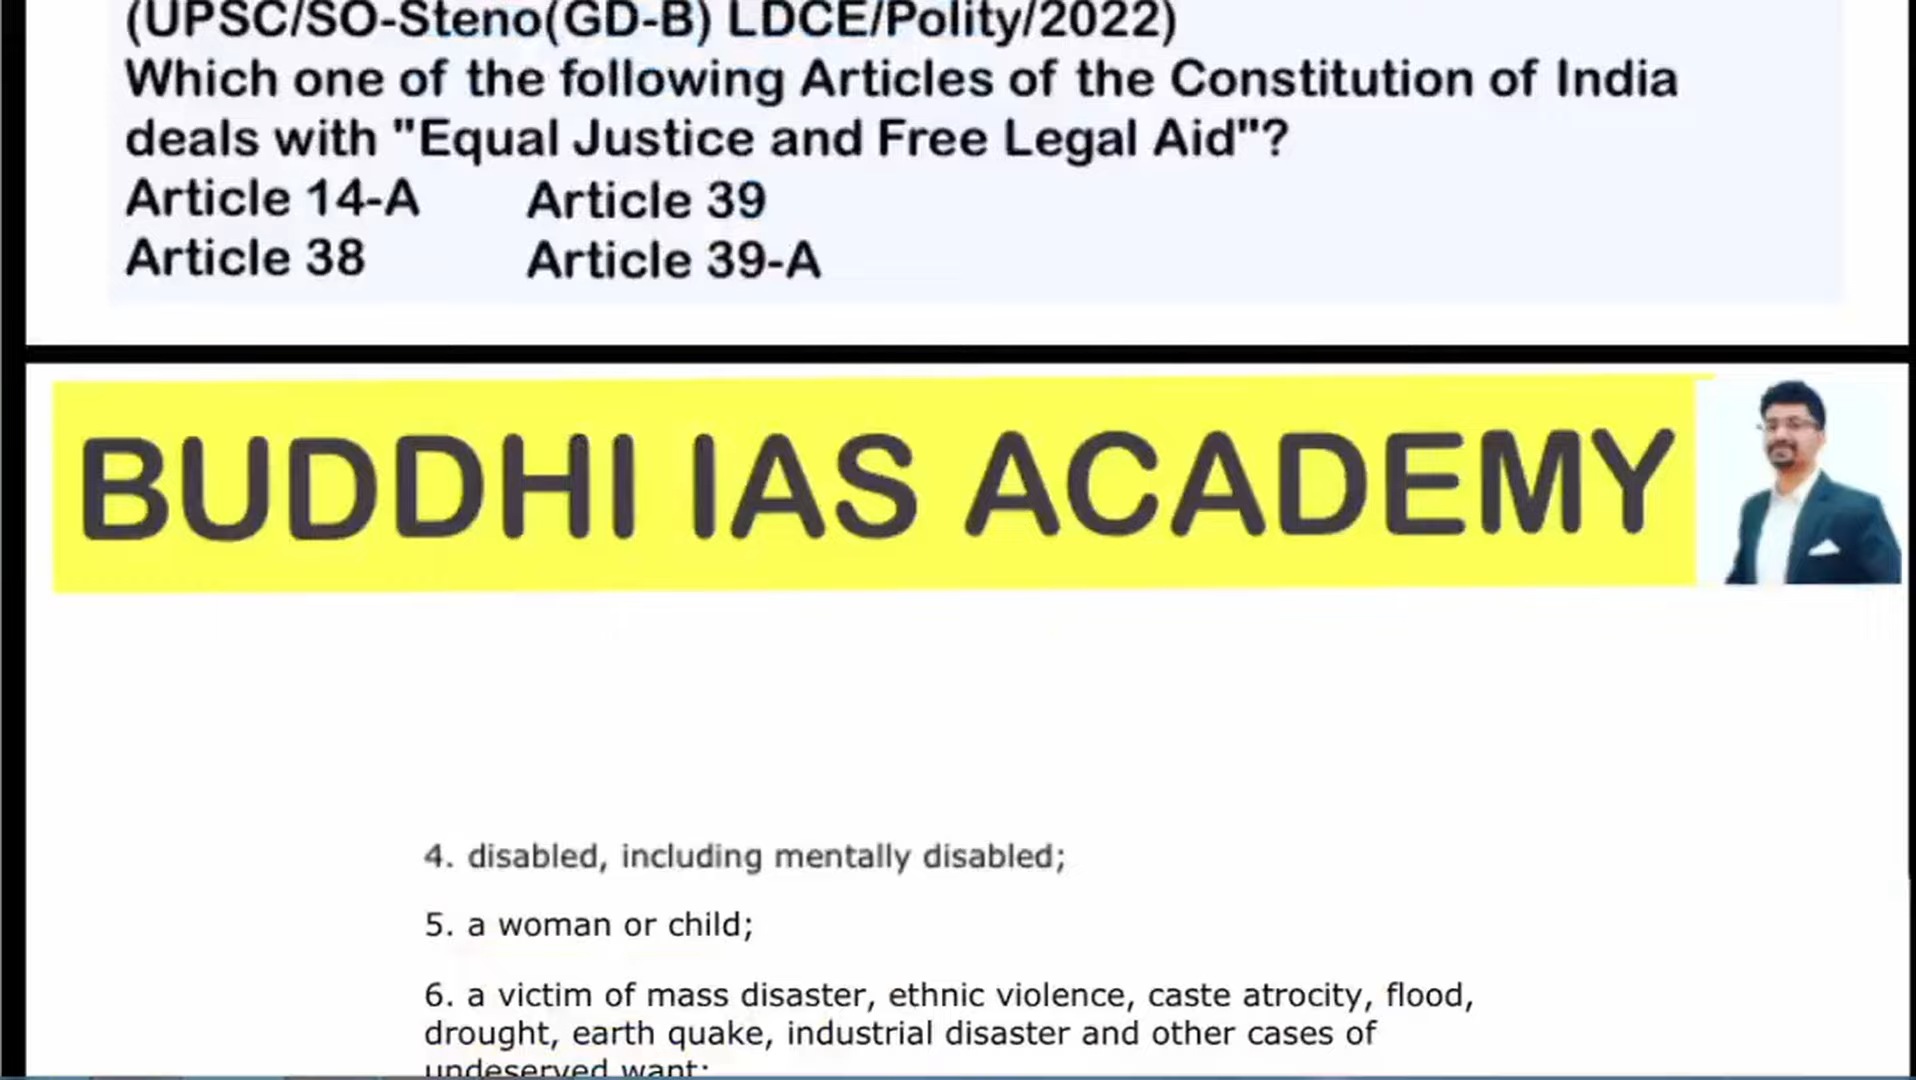 (UPSC/SO-Steno(GD-B) LDCE/Polity/2022)
Which one of the following Articles of the Constitution of India
deals with "Equal Justice and Free Legal Aid"?
Article 14-A Article 39
Article 38 Article 39-A
BUDDHI IAS ACADEMY
4. disabled, including mentally disabled;
5. a woman or child;
6. a victim of mass disaster, ethnic violence, caste atrocity, flood,
drought, earth quake, industrial disaster and other cases of
undeserved want;